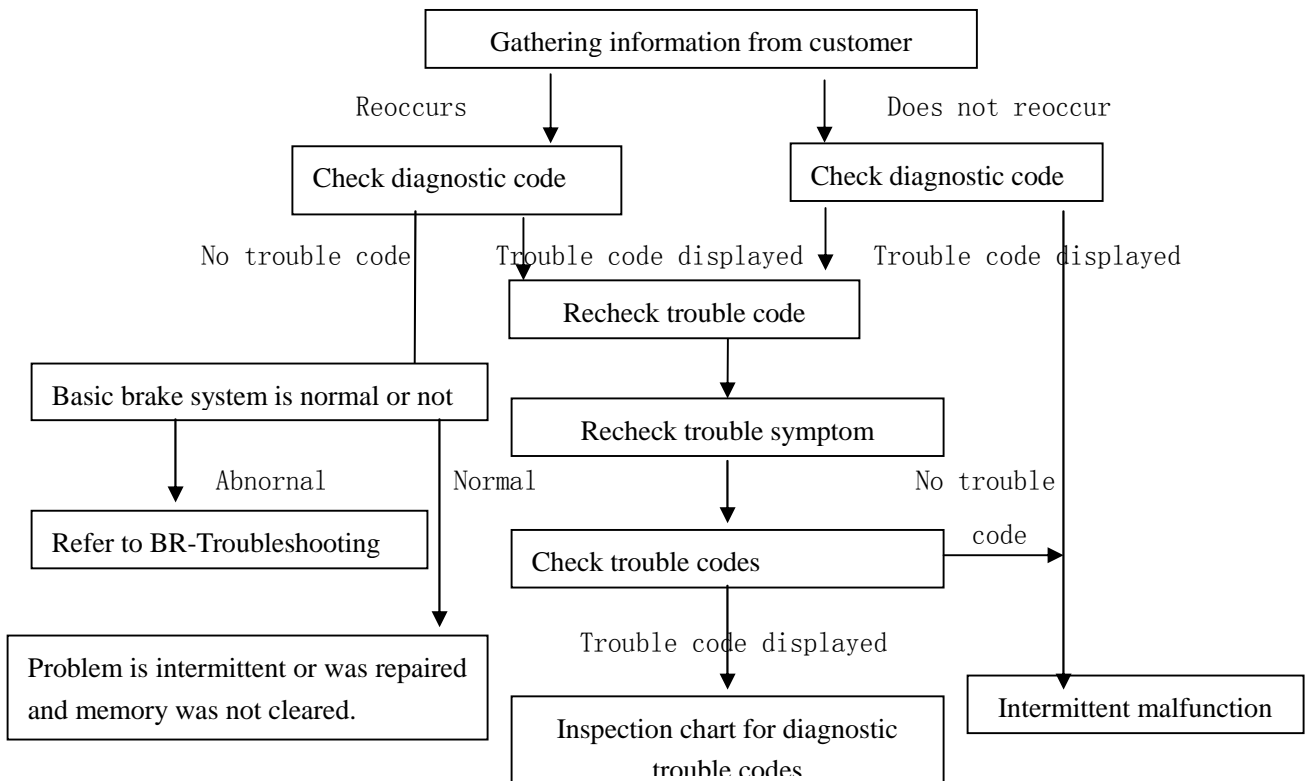 Gathering information from customer
Reoccurs
Does not reoccur
Check diagnostic code
Check diagnostic code
No trouble code
Trouble code displayed
Trouble code displayed
Recheck trouble code
Basic brake system is normal or not
Recheck trouble symptom
Abnornal
Normal
No trouble
code
Refer to BR-Troubleshooting
Check trouble codes
Trouble code displayed
Problem is intermittent or was repaired
and memory was not cleared.
Intermittent malfunction
Inspection chart for diagnostic
trouble codes